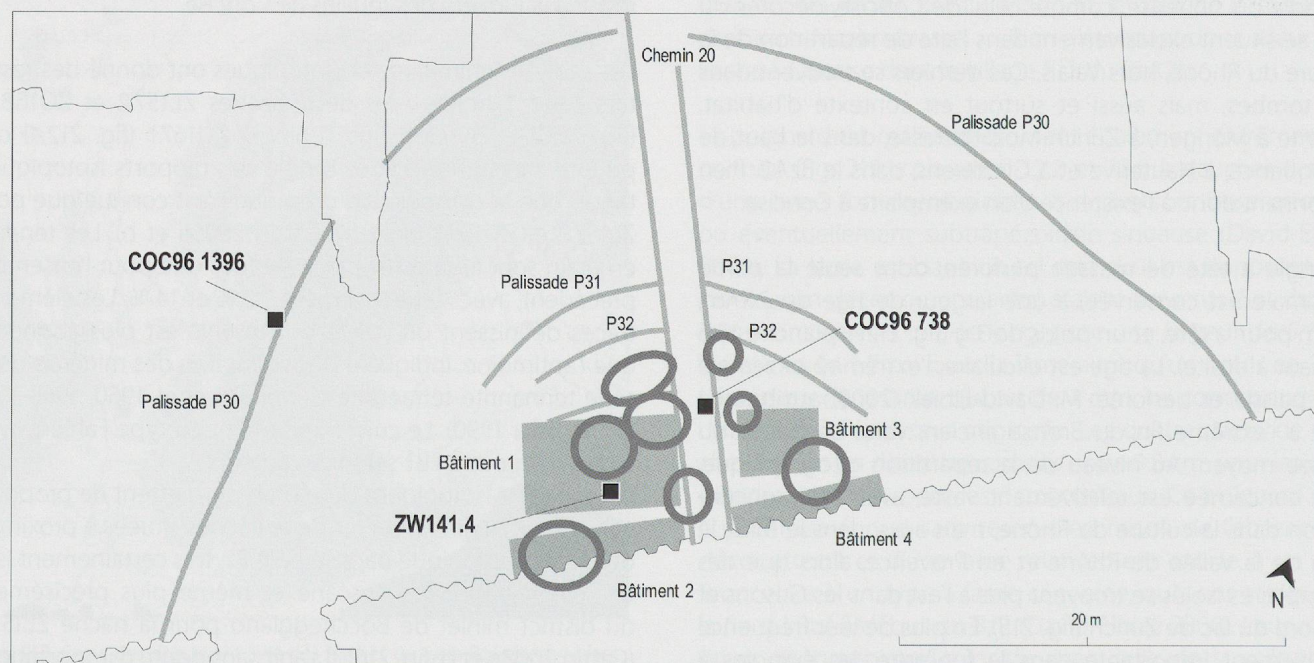 Chemin 20
Palissade P30
COC96 1396
P31
Palissade P31
P32
P32
COC96 738
Palissade P30
Bâtiment 3
Bâtiment 1
ZW141.4
Bâtiment 4
Bâtiment 2
20 m
N